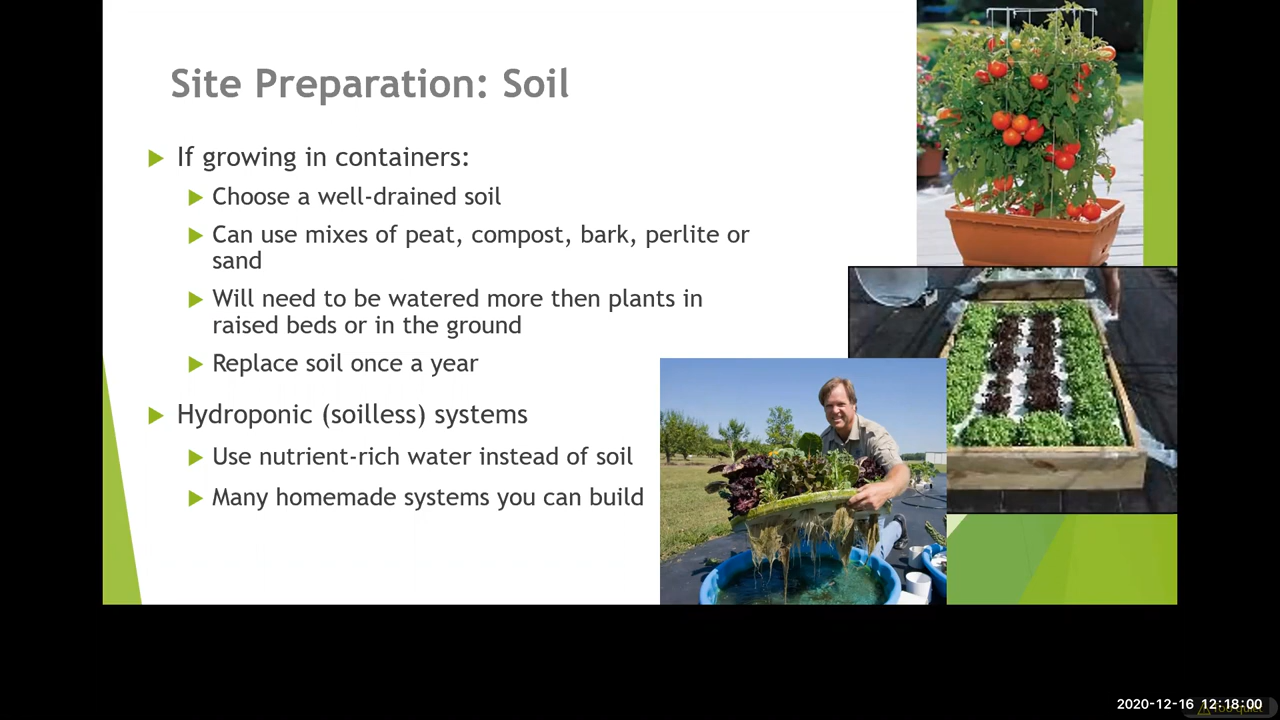 Site Preparation: Soil
If growing in containers:
Choose a well-drained soil
Can use mixes of peat, compost, bark, perlite or
sand
Will need to be watered more then plants in
raised beds or in the ground
Replace soil once a year
Hydroponic (soilless) systems
Use nutrient-rich water instead of soil
Many homemade systems you can build
2020-12-16 12:18:00